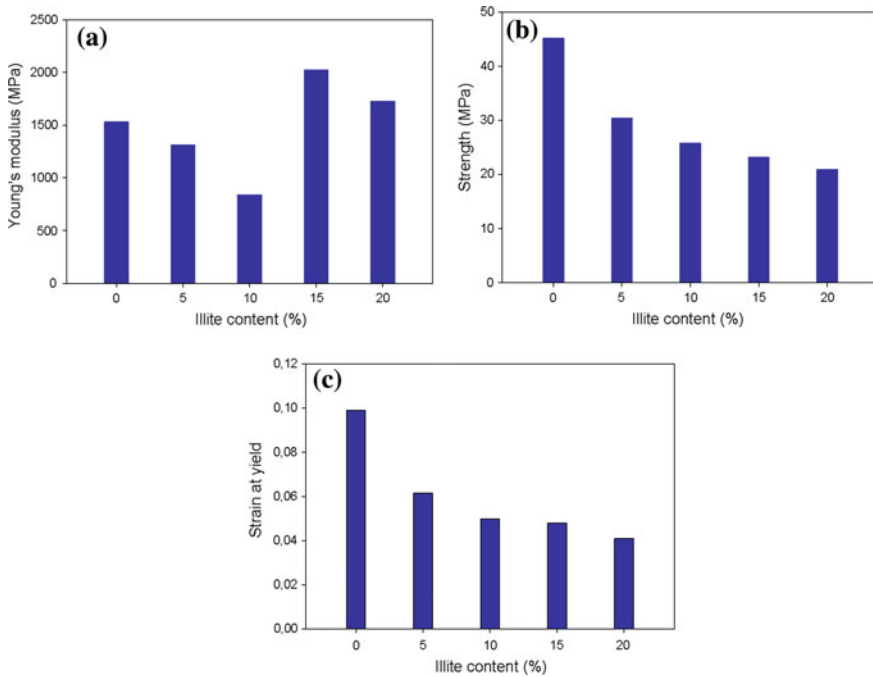 (a)
Young's modulus (MPa)
2500
2000
1500
1000
500
0
0 5 10 15 20
Illite content (%)
(b)
Strength (MPa)
50
40
30
20
10
0
0 5 10 15 20
Illite content (%)
(c)
Strain at yield
0,12
0,10
0,08
0,06
0,04
0,02
0,00
0 5 10 15 20
Illite content (%)